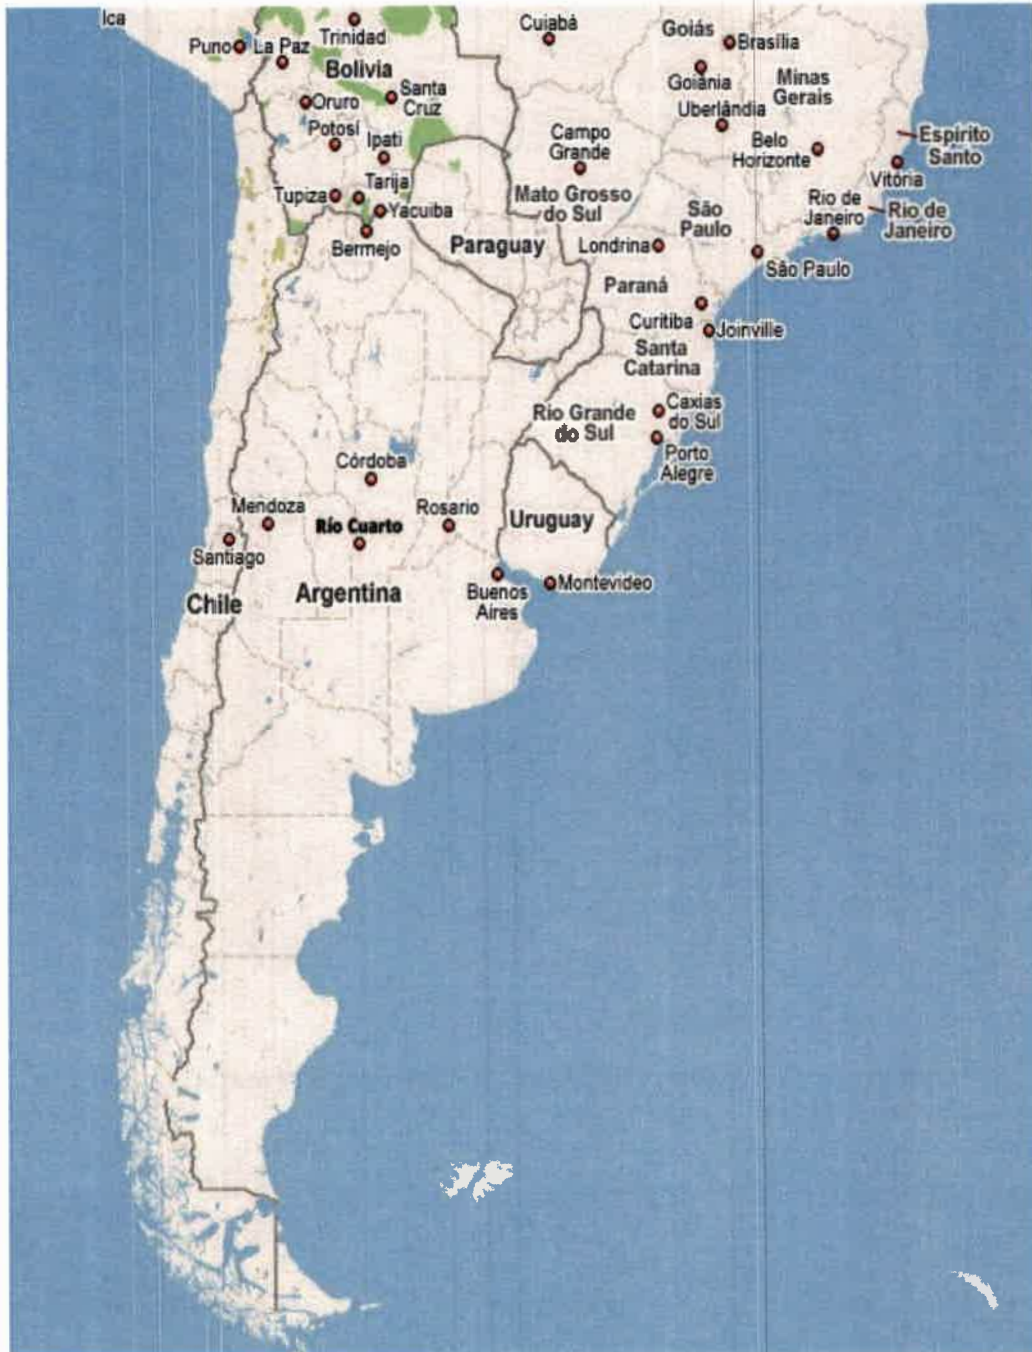 Ica
Puno
La Paz
Trinidad
Bolivia
Oruro
Santa
Cruz
Potosí
Ipati
Tarija
Tupiza
Yacuiba
Bermejo
Cuiabá
Goiás
Brasília
Goiânia
Minas
Gerais
Uberlândia
Campo
Grande
Belo
Horizonte
Espírito
Santo
Vitória
Mato Grosso
do Sul
São
Paulo
Rio de
Janeiro
Rio de
Janeiro
Paraguay
Londrina
São Paulo
Paraná
Curitiba
Joinville
Santa
Catarina
Rio Grande
do Sul
Caxias
do Sul
Porto
Alegre
Córdoba
Mendoza
Río Cuarto
Rosario
Uruguay
Santiago
Chile
Argentina
Buenos
Aires
Montevideo